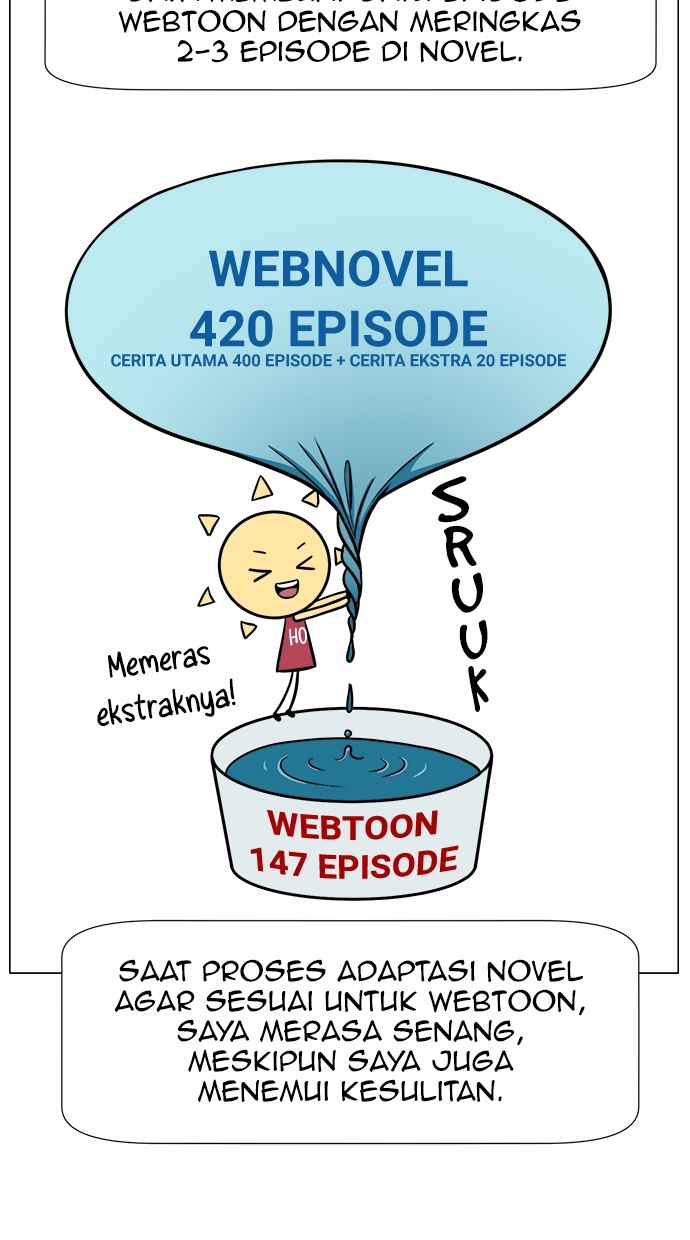 WEBTOON DENGAN MERINGKAS
2-3 EPISODE DI NOVEL.
WEBNOVEL
420 EPISODE
CERITA UTAMA 400 EPISODE + CERITA EKSTRA 20 EPISODE
SRUUK
HO
Memeras
ekstraknya!
WEBTOON
147 EPISODE
SAAT PROSES ADAPTASI NOVEL
AGAR SESUAI UNTUK WEBTOON,
SAYA MERASA SENANG,
MESKIPUN SAYA JUGA
MENEMUI KESULITAN.